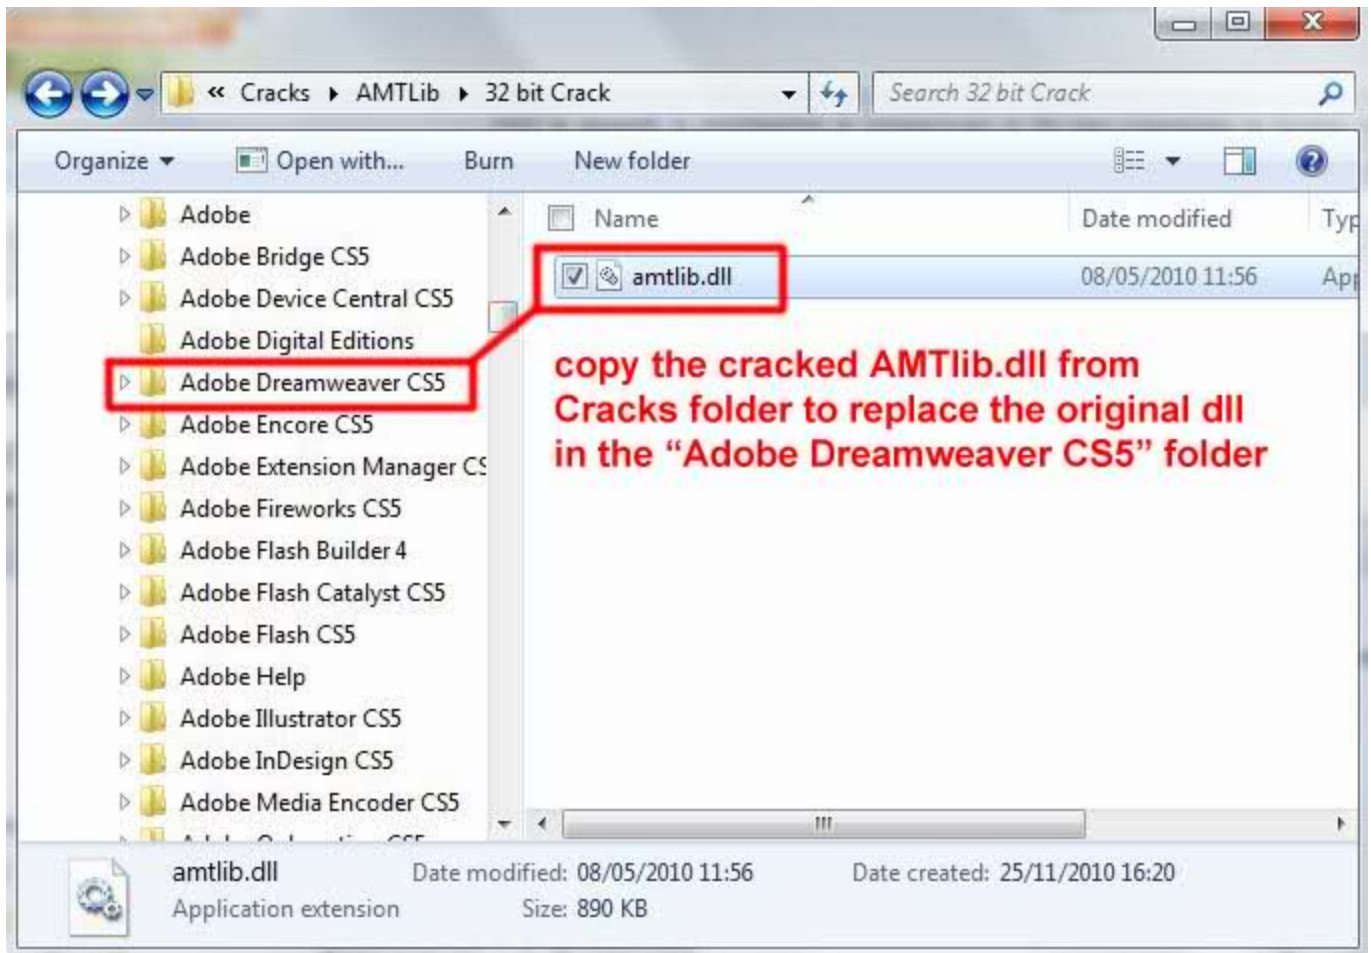 « Cracks ▸ AMTLib ▸ 32 bit Crack
Search 32 bit Crack
Organize
Open with...
Burn
New folder
Adobe
Adobe Bridge CS5
Adobe Device Central CS5
Adobe Digital Editions
Adobe Dreamweaver CS5
Adobe Encore CS5
Adobe Extension Manager CS
Adobe Fireworks CS5
Adobe Flash Builder 4
Adobe Flash Catalyst CS5
Adobe Flash CS5
Adobe Help
Adobe Illustrator CS5
Adobe InDesign CS5
Adobe Media Encoder CS5
Name
Date modified
Typ
amtlib.dll
08/05/2010 11:56
App
copy the cracked AMTlib.dll from
Cracks folder to replace the original dll
in the “Adobe Dreamweaver CS5” folder
amtlib.dll
Date modified: 08/05/2010 11:56
Date created: 25/11/2010 16:20
Application extension
Size: 890 KB